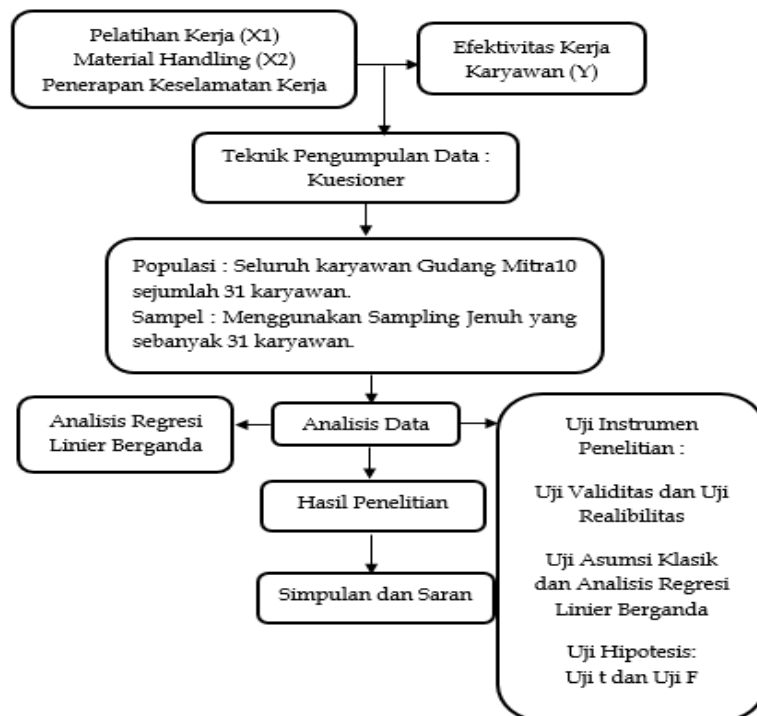 Pelatihan Kerja (X1)
Material Handling (X2)
Penerapan Keselamatan Kerja
Efektivitas Kerja
Karyawan (Y)
Teknik Pengumpulan Data :
Kuesioner
Populasi : Seluruh karyawan Gudang Mitra10
sejumlah 31 karyawan.
Sampel : Menggunakan Sampling Jenuh yang
sebanyak 31 karyawan.
Analisis Regresi
Linier Berganda
Analisis Data
Uji Instrumen
Penelitian :
Uji Validitas dan Uji
Realibilitas
Uji Asumsi Klasik
dan Analisis Regresi
Linier Berganda
Uji Hipotesis:
Uji t dan Uji F
Hasil Penelitian
Simpulan dan Saran